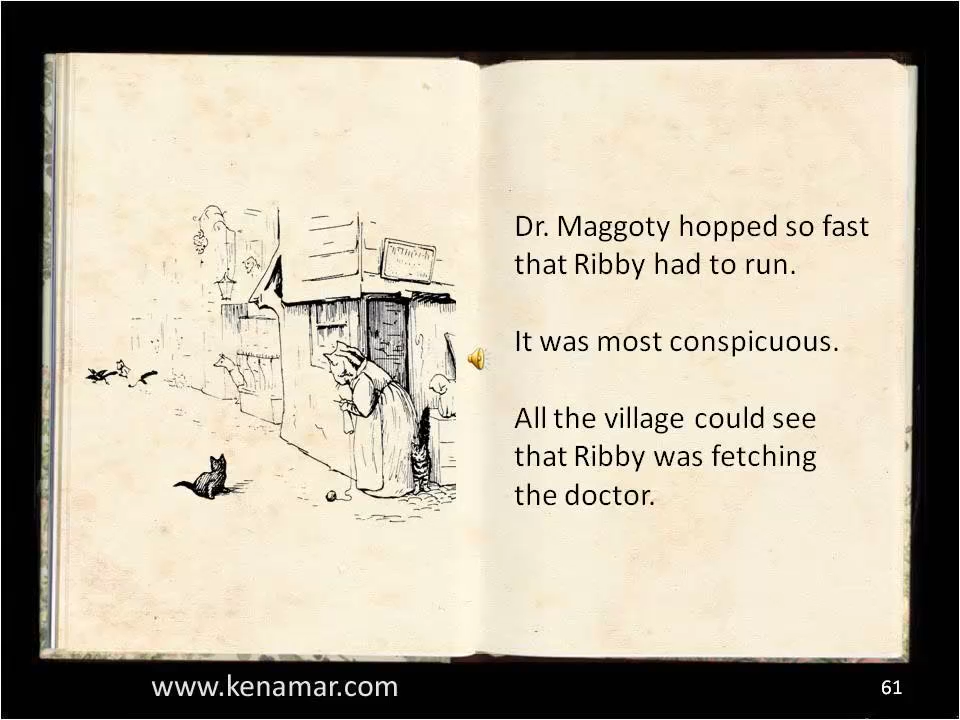 Dr. Maggoty hopped so fast
that Ribby had to run.
It was most conspicuous.
All the village could see
that Ribby was fetching
the doctor.
www.kenamar.com
61